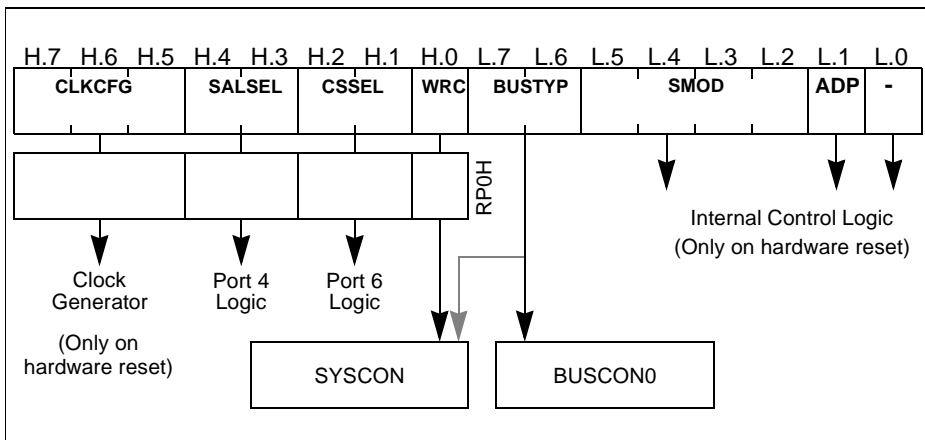 H.7 H.6 H.5 H.4 H.3 H.2 H.1 H.0 L.7 L.6 L.5 L.4 L.3 L.2 L.1 L.0
CLKCFG SALSEL CSSEL WRC BUSTYP SMOD ADP -
RP0H
Internal Control Logic
(Only on hardware reset)
Clock Port 4 Port 6
Generator Logic Logic
(Only on
hardware reset)
SYSCON BUSCON0